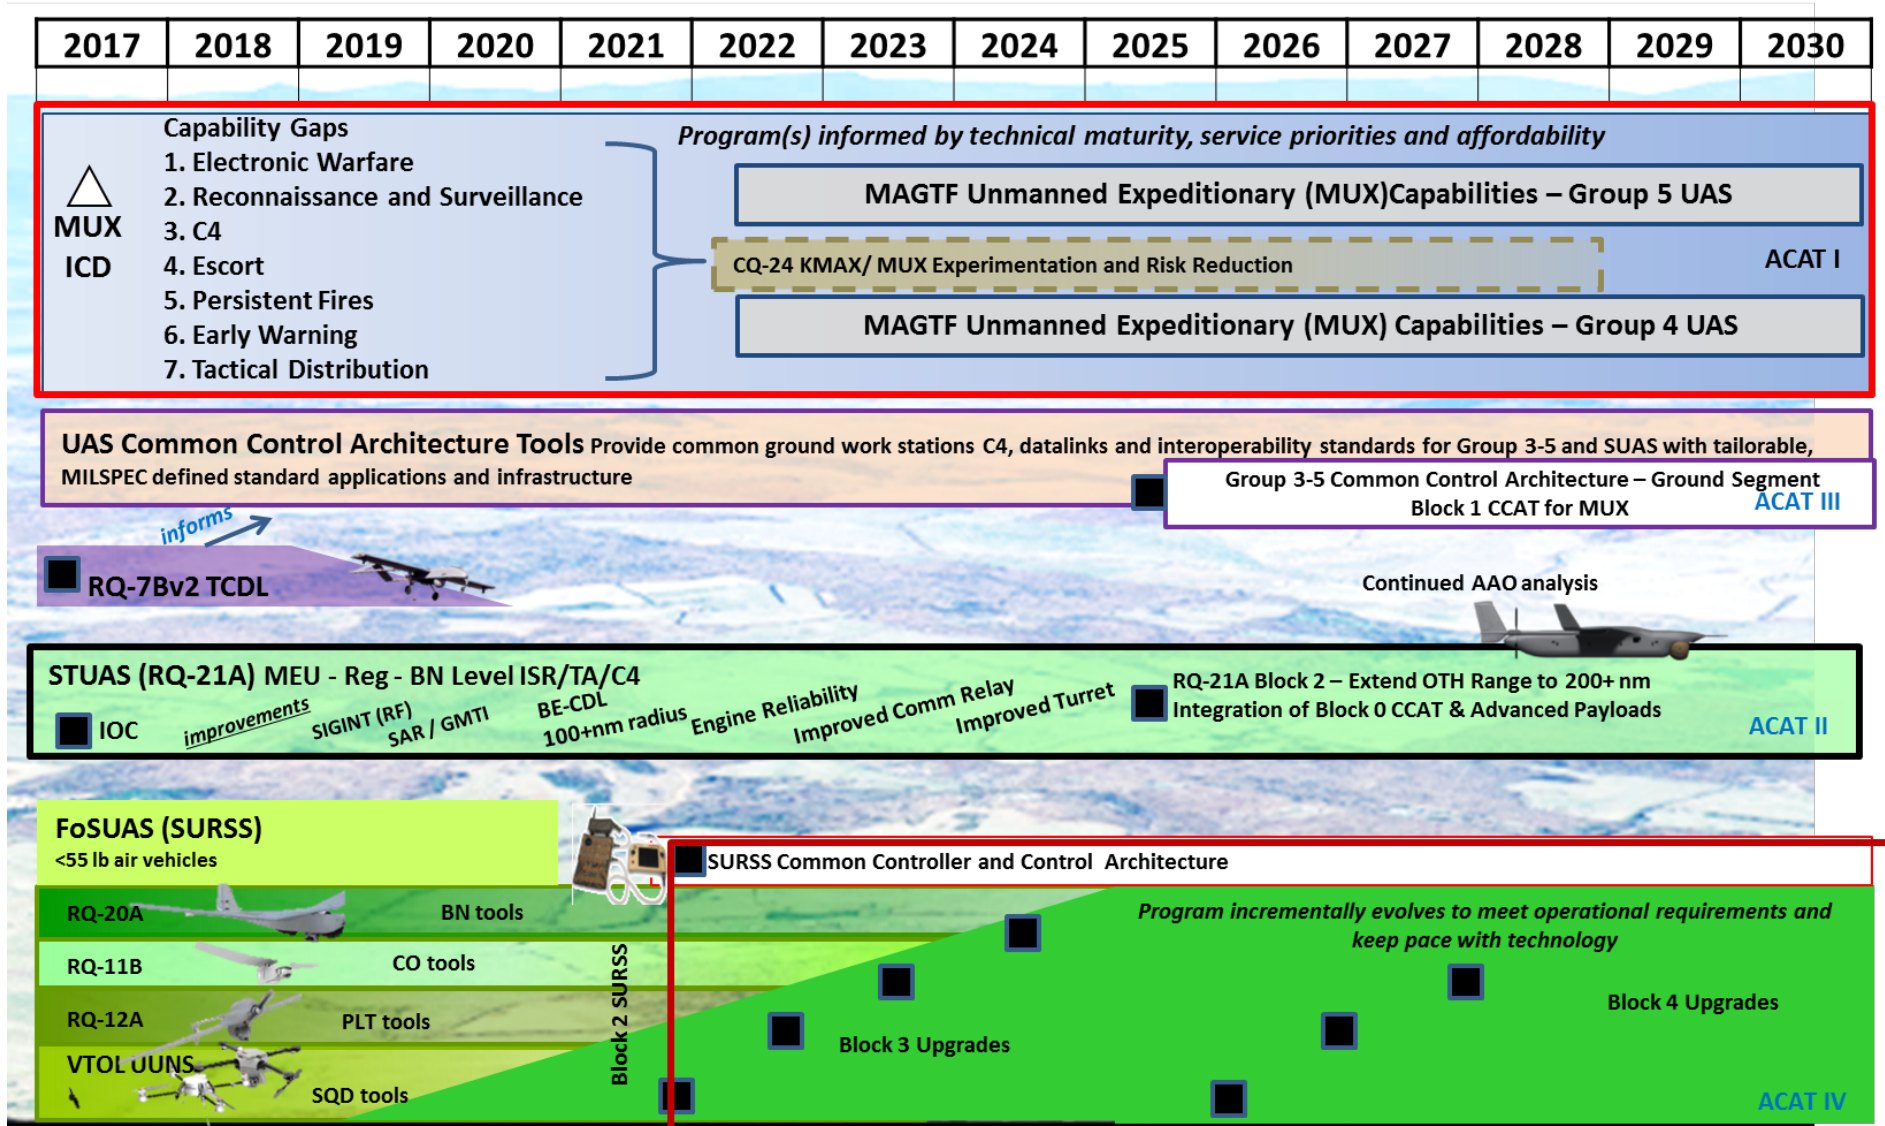 2017 2018 2019 2020 2021 2022 2023 2024 2025 2026 2027 2028 2029 2030
MUX
ICD
Capability Gaps
1. Electronic Warfare
2. Reconnaissance and Surveillance
3. C4
4. Escort
5. Persistent Fires
6. Early Warning
7. Tactical Distribution
Program(s) informed by technical maturity, service priorities and affordability
MAGTF Unmanned Expeditionary (MUX)Capabilities – Group 5 UAS
CQ-24 KMAX/ MUX Experimentation and Risk Reduction
ACAT I
MAGTF Unmanned Expeditionary (MUX) Capabilities – Group 4 UAS
UAS Common Control Architecture Tools Provide common ground work stations C4, datalinks and interoperability standards for Group 3-5 and SUAS with tailorable,
MILSPEC defined standard applications and infrastructure
Group 3-5 Common Control Architecture – Ground Segment
Block 1 CCAT for MUX
ACAT III
informs
RQ-7Bv2 TCDL
Continued AAO analysis
STUAS (RQ-21A) MEU - Reg - BN Level ISR/TA/C4
IOC
improvements
SIGINT (RF)
SAR / GMTI
BE-CDL
100+nm radius
Engine Reliability
Improved Comm Relay
Improved Turret
RQ-21A Block 2 – Extend OTH Range to 200+ nm
Integration of Block 0 CCAT & Advanced Payloads
ACAT II
FoSUAS (SURSS)
<55 lb air vehicles
SURSS Common Controller and Control Architecture
RQ-20A
BN tools
RQ-11B
CO tools
RQ-12A
PLT tools
VTOL UUNS
SQD tools
Block 2 SURSS
Program incrementally evolves to meet operational requirements and
keep pace with technology
Block 3 Upgrades
Block 4 Upgrades
ACAT IV